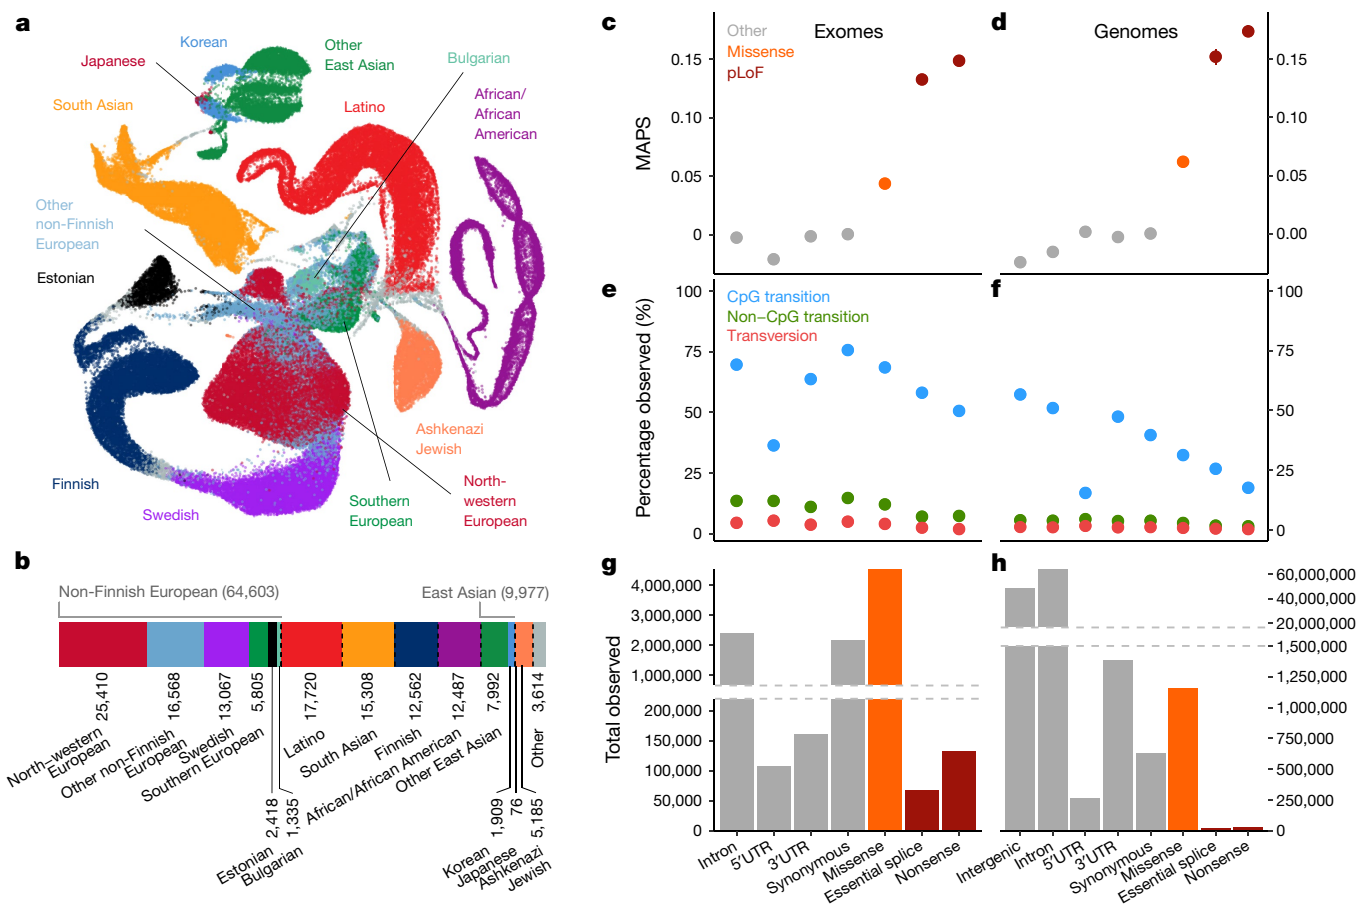 a
Korean
Other
East Asian
Japanese
Bulgarian
South Asian
Latino
African/
African
American
Other
non-Finnish
European
Estonian
Finnish
Swedish
Ashkenazi
Jewish
Southern
European
North-
western
European
b
Non-Finnish European (64,603)
East Asian (9,977)
25,410
16,568
13,067
5,805
17,720
15,308
12,562
12,487
7,992
3,614
North–western
European
Other non-Finnish
European
Swedish
Southern European
Latino
South Asian
Finnish
African/African American
Other East Asian
Other
2,418
1,335
1,909
76
5,185
Estonian
Bulgarian
Korean
Japanese
Ashkenazi
Jewish
c
Exomes
Other
Missense
pLoF
MAPS
0.15
0.10
0.05
0
d
Genomes
0.15
0.10
0.05
0.00
e
CpG transition
Non–CpG transition
Transversion
Percentage observed (%)
100
75
50
25
0
f
100
75
50
25
0
g
Total observed
4,000,000
3,000,000
2,000,000
1,000,000
200,000
150,000
100,000
50,000
0
Intron
5′UTR
3′UTR
Synonymous
Missense
Essential splice
Nonsense
h
60,000,000
40,000,000
20,000,000
1,500,000
1,250,000
1,000,000
750,000
500,000
250,000
0
Intergenic
Intron
5′UTR
3′UTR
Synonymous
Missense
Essential splice
Nonsense